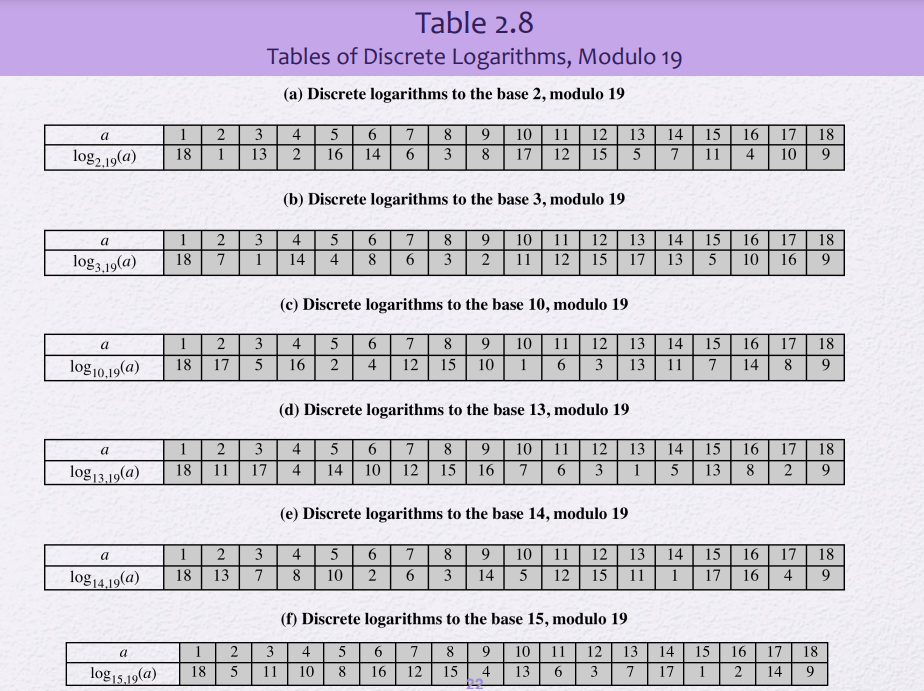 Table 2.8
Tables of Discrete Logarithms, Modulo 19
(a) Discrete logarithms to the base 2, modulo 19
a 1 2 3 4 5 6 7 8 9 10 11 12 13 14 15 16 17 18
log2,19(a) 18 1 13 2 16 14 6 3 8 17 12 15 5 7 11 4 10 9
(b) Discrete logarithms to the base 3, modulo 19
a 1 2 3 4 5 6 7 8 9 10 11 12 13 14 15 16 17 18
log3,19(a) 18 7 1 14 4 8 6 3 2 11 12 15 17 13 5 10 16 9
(c) Discrete logarithms to the base 10, modulo 19
a 1 2 3 4 5 6 7 8 9 10 11 12 13 14 15 16 17 18
log10,19(a) 18 17 5 16 2 4 12 15 10 1 6 3 13 11 7 14 8 9
(d) Discrete logarithms to the base 13, modulo 19
a 1 2 3 4 5 6 7 8 9 10 11 12 13 14 15 16 17 18
log13,19(a) 18 11 17 4 14 10 12 15 16 7 6 3 1 5 13 8 2 9
(e) Discrete logarithms to the base 14, modulo 19
a 1 2 3 4 5 6 7 8 9 10 11 12 13 14 15 16 17 18
log14,19(a) 18 13 7 8 10 2 6 3 14 5 12 15 11 1 17 16 4 9
(f) Discrete logarithms to the base 15, modulo 19
a 1 2 3 4 5 6 7 8 9 10 11 12 13 14 15 16 17 18
log15,19(a) 18 5 11 10 8 16 12 15 4 13 6 3 7 17 1 2 14 9
22